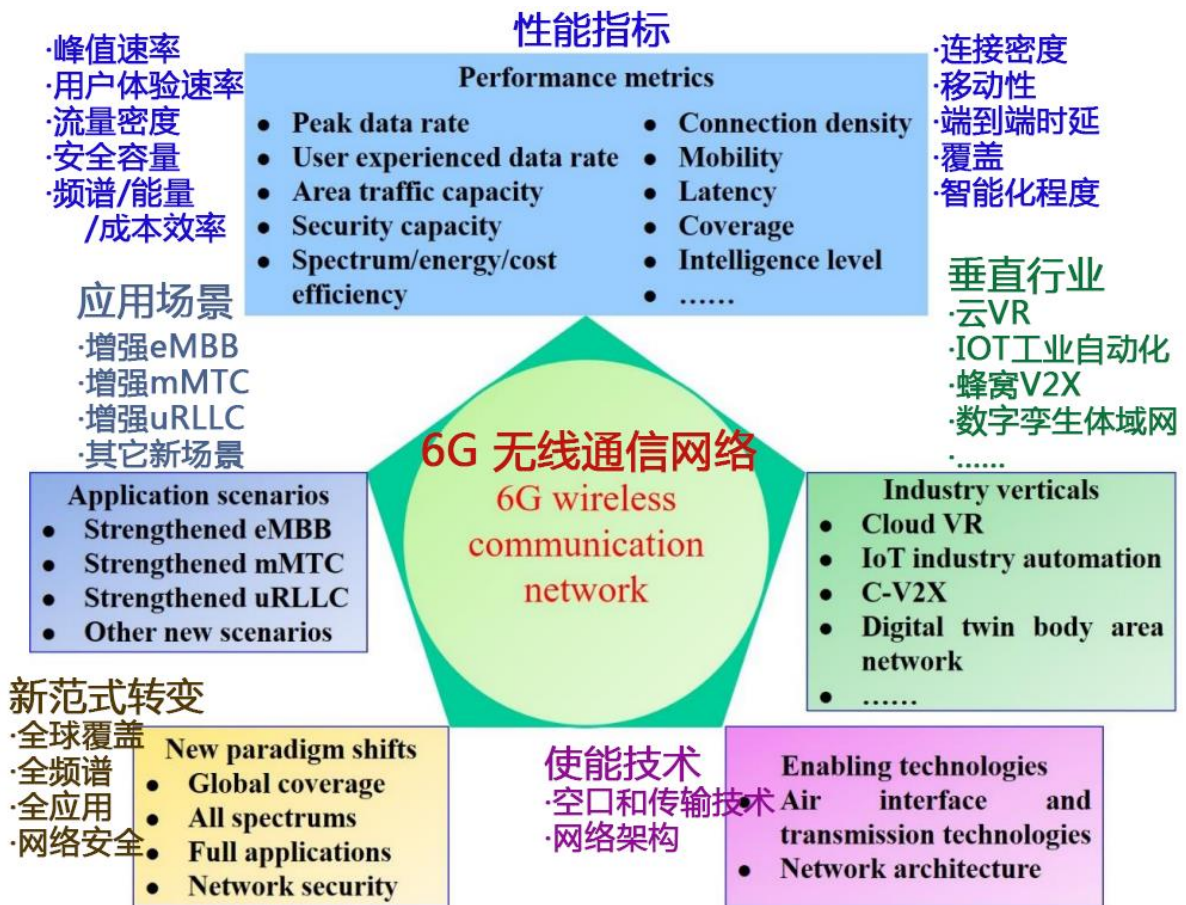 性能指标
·峰值速率
·用户体验速率
·流量密度
·安全容量
·频谱/能量
/成本效率
Performance metrics
● Peak data rate
● User experienced data rate
● Area traffic capacity
● Security capacity
● Spectrum/energy/cost
efficiency
● Connection density
● Mobility
● Latency
● Coverage
● Intelligence level
● ……
·连接密度
·移动性
·端到端时延
·覆盖
·智能化程度
应用场景
·增强eMBB
·增强mMTC
·增强uRLLC
·其它新场景
Application scenarios
● Strengthened eMBB
● Strengthened mMTC
● Strengthened uRLLC
● Other new scenarios
6G 无线通信网络
6G wireless
communication
network
垂直行业
·云VR
·IOT工业自动化
·蜂窝V2X
·数字孪生体域网
·......
Industry verticals
● Cloud VR
● IoT industry automation
● C-V2X
● Digital twin body area
network
● ……
新范式转变
·全球覆盖
·全频谱
·全应用
·网络安全
New paradigm shifts
● Global coverage
● All spectrums
● Full applications
● Network security
使能技术
·空口和传输技术
·网络架构
Enabling technologies
● Air interface and
transmission technologies
● Network architecture